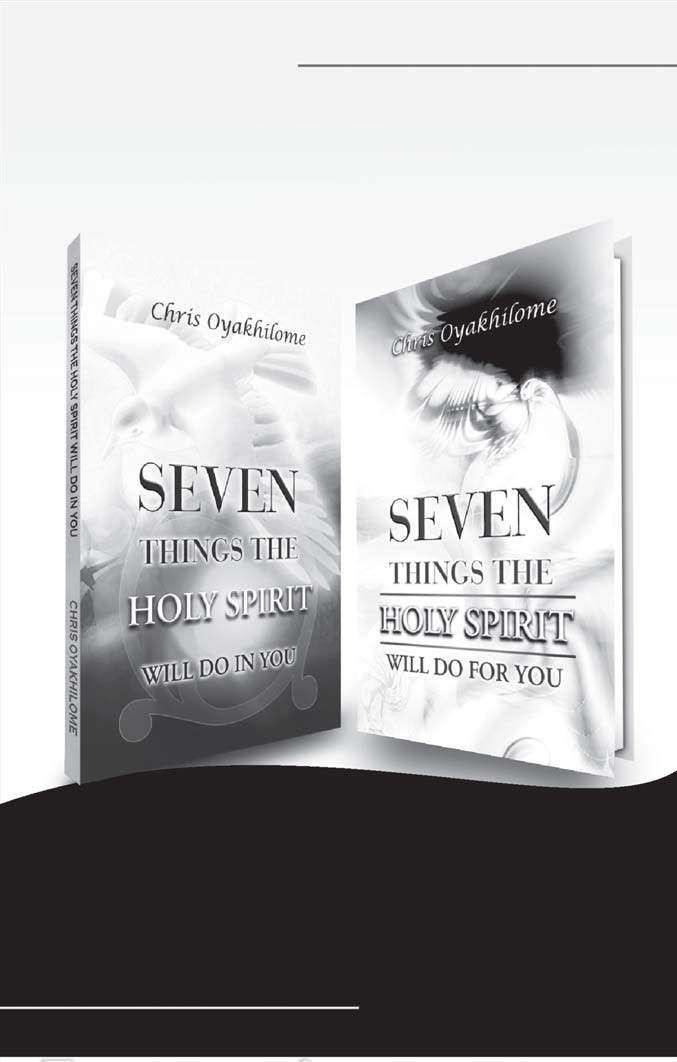 SEVEN THINGS THE HOLY SPIRIT WILL DO IN YOU
CHRIS OYAKHILOME
Chris Oyakhilome
SEVEN
THINGS THE
HOLY SPIRIT
WILL DO IN YOU
Chris Oyakhilome
SEVEN
THINGS THE
HOLY SPIRIT
WILL DO FOR YOU